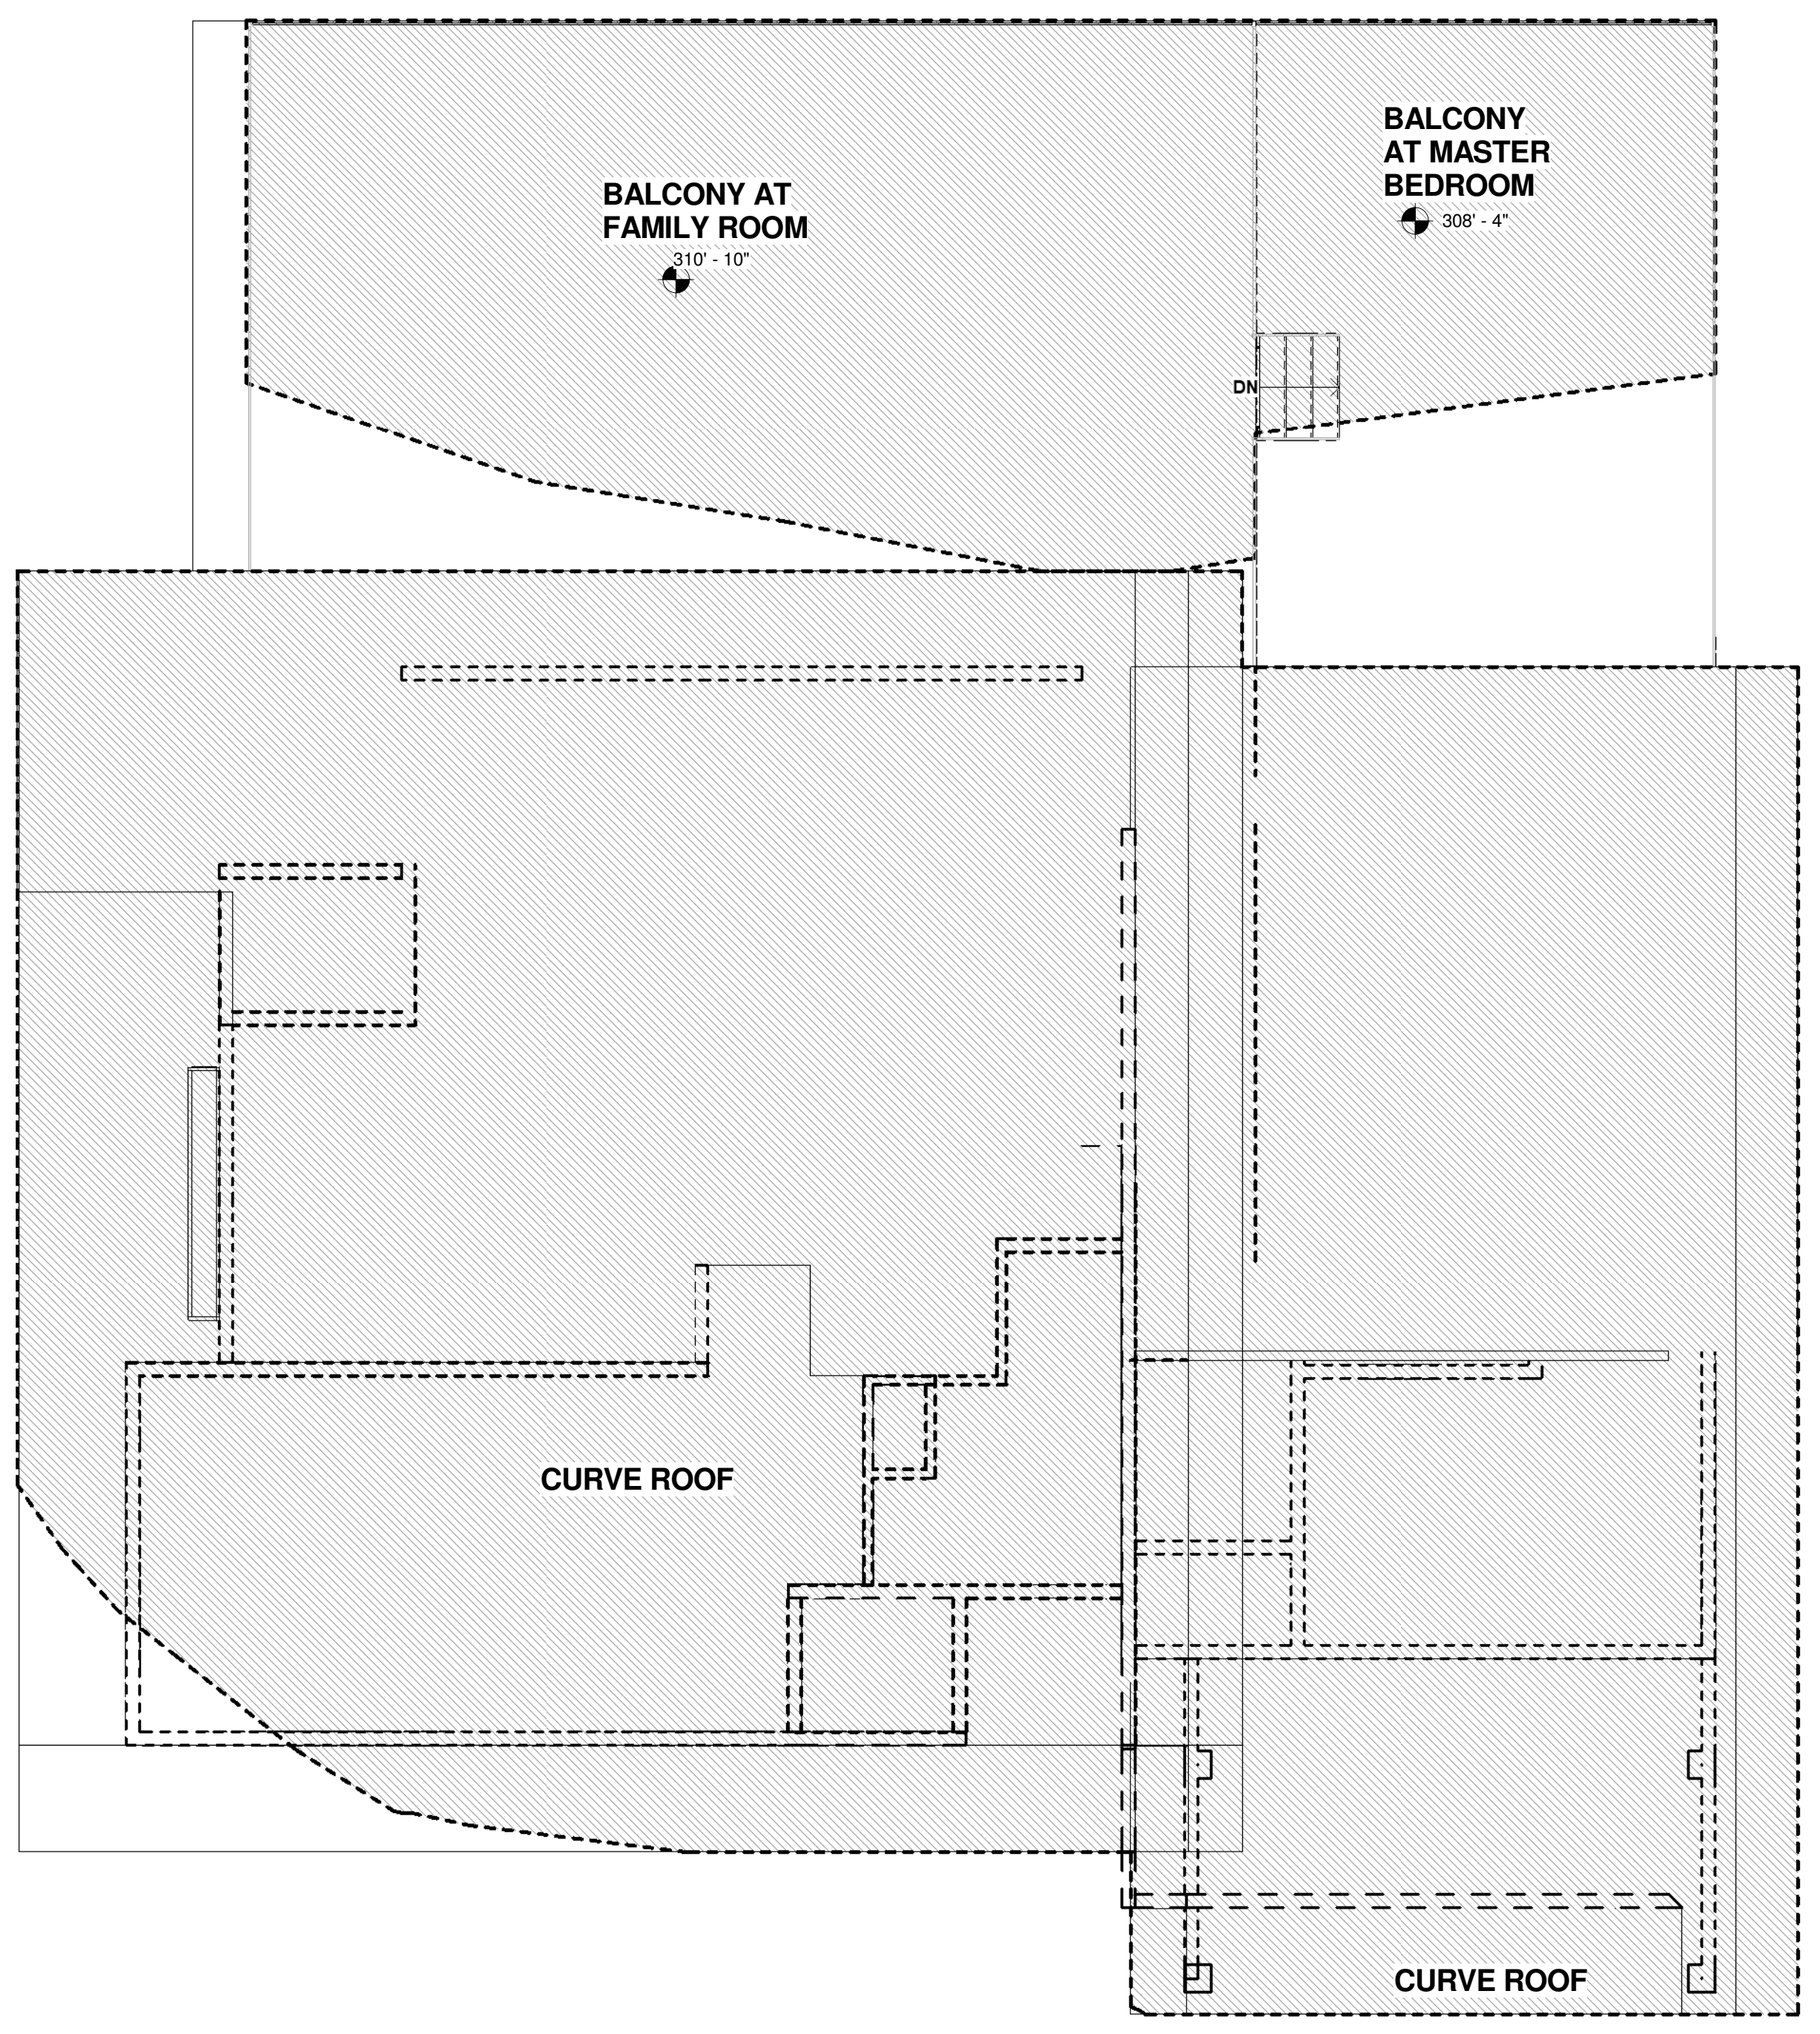 BALCONY
AT MASTER
BEDROOM
308' - 4"
BALCONY AT
FAMILY ROOM
310' - 10"
DN
CURVE ROOF
CURVE ROOF